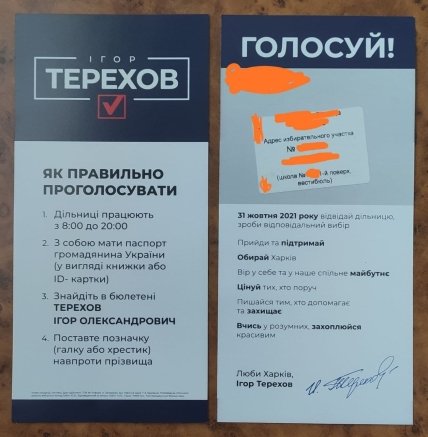 ІГОР
ТЕРЕХОВ
ЯК ПРАВИЛЬНО
ПРОГОЛОСУВАТИ
1. Дільниці працюють
з 8:00 до 20:00
2. З собою мати паспорт
громадянина України
(у вигляді книжки або
ID- картки)
3. Знайдіть в бюлетені
ТЕРЕХОВ
ІГОР ОЛЕКСАНДРОВИЧ
4. Поставте позначку
(галку або хрестик)
навпроти прізвища
ГОЛОСУЙ!
Адрес избирательного участка
№
(школа №
1-й поверх,
вестибюль)
31 жовтня 2021 року відвідай дільницю,
зроби відповідальний вибір
Прийди та підтримай
Обирай Харків
Вір у себе та у наше спільне майбутнє
Цінуй тих, хто поруч
Пишайся тим, хто допомагає
та захищає
Вчись у розумних, захоплюйся
красивим
Люби Харків,
Ігор Терехов